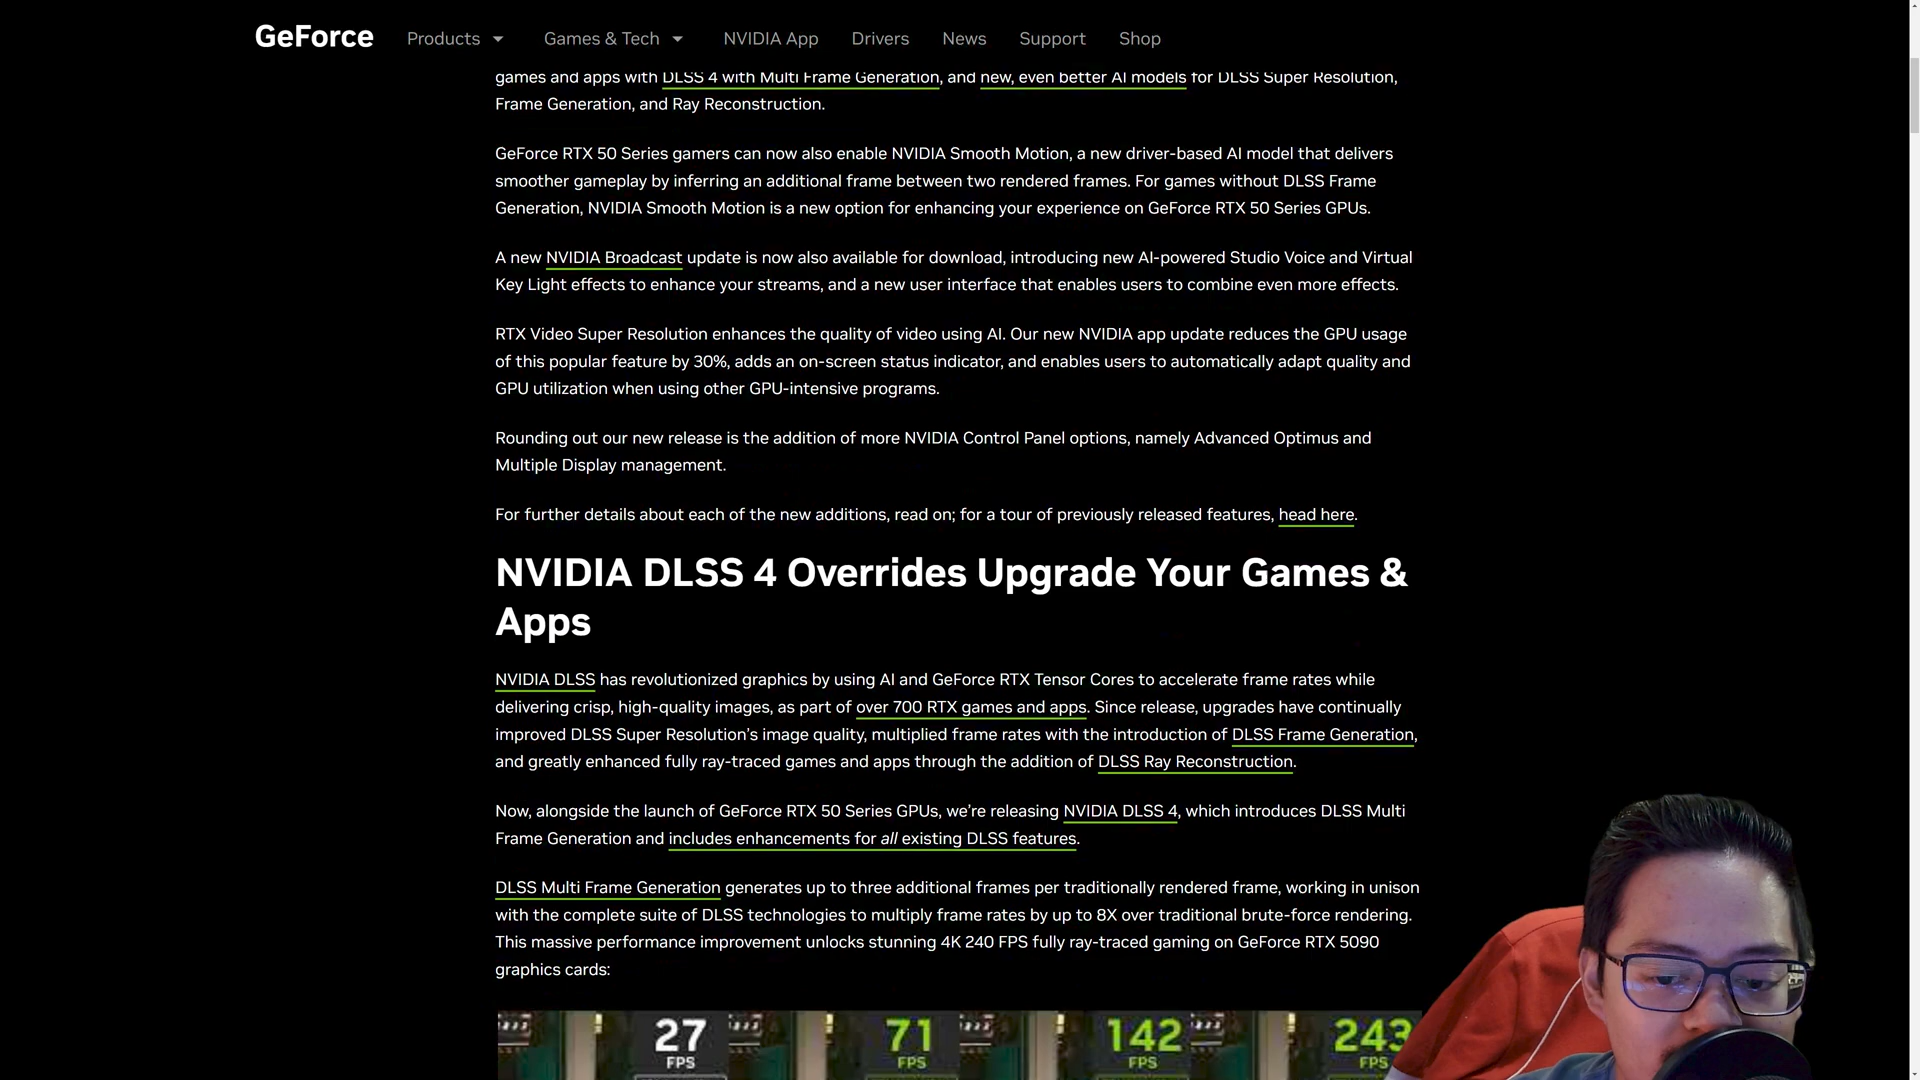 GeForce Products Games & Tech NVIDIA App Drivers News Support Shop
games and apps with DLSS 4 with Multi Frame Generation, and new, even better AI models for DLSS Super Resolution,
Frame Generation, and Ray Reconstruction.
GeForce RTX 50 Series gamers can now also enable NVIDIA Smooth Motion, a new driver-based AI model that delivers
smoother gameplay by inferring an additional frame between two rendered frames. For games without DLSS Frame
Generation, NVIDIA Smooth Motion is a new option for enhancing your experience on GeForce RTX 50 Series GPUs.
A new NVIDIA Broadcast update is now also available for download, introducing new AI-powered Studio Voice and Virtual
Key Light effects to enhance your streams, and a new user interface that enables users to combine even more effects.
RTX Video Super Resolution enhances the quality of video using AI. Our new NVIDIA app update reduces the GPU usage
of this popular feature by 30%, adds an on-screen status indicator, and enables users to automatically adapt quality and
GPU utilization when using other GPU-intensive programs.
Rounding out our new release is the addition of more NVIDIA Control Panel options, namely Advanced Optimus and
Multiple Display management.
For further details about each of the new additions, read on; for a tour of previously released features, head here.
NVIDIA DLSS 4 Overrides Upgrade Your Games &
Apps
NVIDIA DLSS has revolutionized graphics by using AI and GeForce RTX Tensor Cores to accelerate frame rates while
delivering crisp, high-quality images, as part of over 700 RTX games and apps. Since release, upgrades have continually
improved DLSS Super Resolution's image quality, multiplied frame rates with the introduction of DLSS Frame Generation,
and greatly enhanced fully ray-traced games and apps through the addition of DLSS Ray Reconstruction.
Now, alongside the launch of GeForce RTX 50 Series GPUs, we're releasing NVIDIA DLSS 4, which introduces DLSS Multi
Frame Generation and includes enhancements for all existing DLSS features.
DLSS Multi Frame Generation generates up to three additional frames per traditionally rendered frame, working in unison
with the complete suite of DLSS technologies to multiply frame rates by up to 8X over traditional brute-force rendering.
This massive performance improvement unlocks stunning 4K 240 FPS fully ray-traced gaming on GeForce RTX 5090
graphics cards:
27 71 142 243
FPS FPS FPS FPS